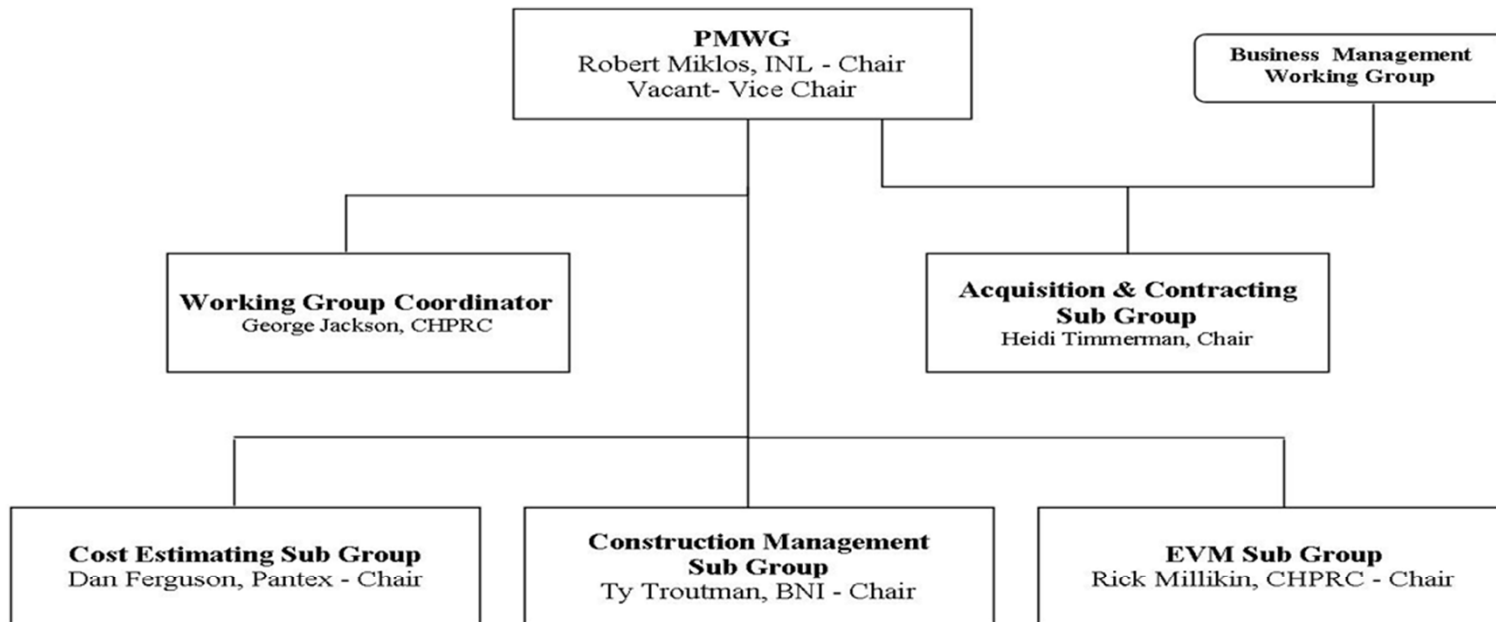 PMWG
Robert Miklos, INL - Chair
Vacant- Vice Chair
Business Management
Working Group
Working Group Coordinator
George Jackson, CHPRC
Acquisition & Contracting
Sub Group
Heidi Timmerman, Chair
Cost Estimating Sub Group
Dan Ferguson, Pantex - Chair
Construction Management
Sub Group
Ty Troutman, BNI - Chair
EVM Sub Group
Rick Millikin, CHPRC - Chair